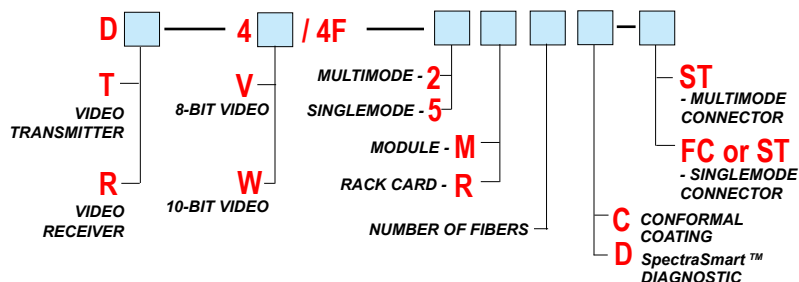 D — 4 / 4F — –
T
VIDEO
TRANSMITTER
R
VIDEO
RECEIVER
V
8-BIT VIDEO
W
10-BIT VIDEO
MULTIMODE - 2
SINGLEMODE - 5
MODULE - M
RACK CARD - R
NUMBER OF FIBERS
C CONFORMAL
COATING
D SpectraSmart ™
DIAGNOSTIC
ST
- MULTIMODE
CONNECTOR
FC or ST
- SINGLEMODE
CONNECTOR